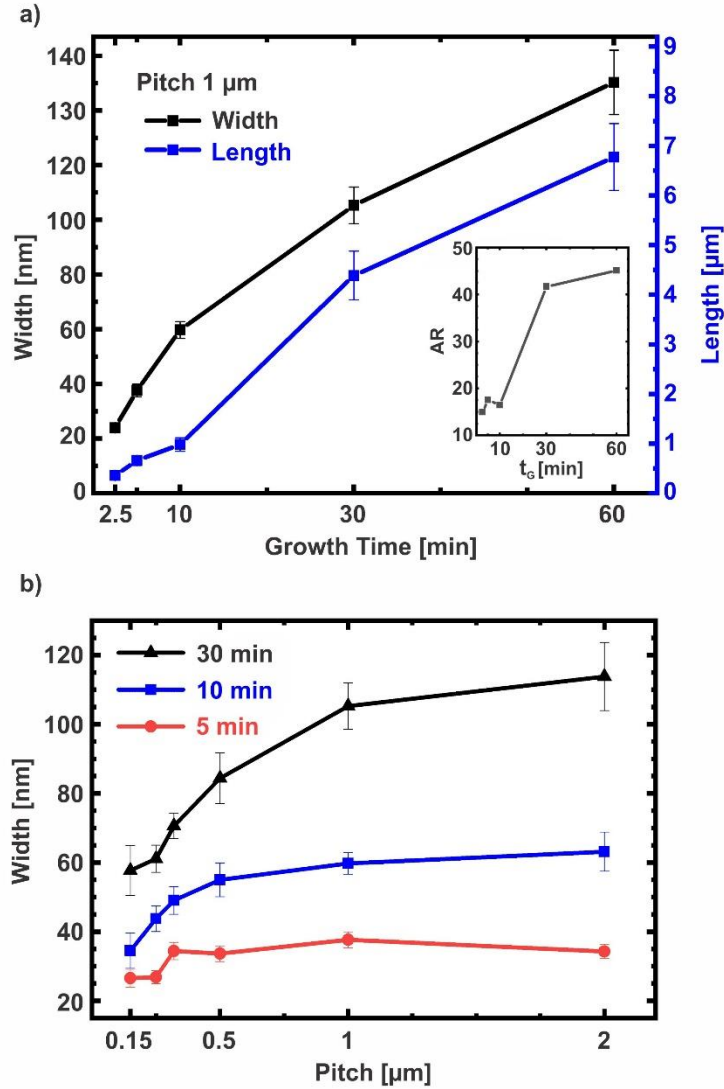 a)
140
130
100
80
60
40
20
0
Width [nm]
Pitch 1 µm
Width
Length
9
8
7
6
5
4
3
2
1
0
Length [µm]
50
40
30
20
10
AR
10 30 60
tG [min]
2.5 10 30 60
Growth Time [min]
b)
120
100
80
60
40
20
Width [nm]
30 min
10 min
5 min
0.15 0.5 1 2
Pitch [µm]